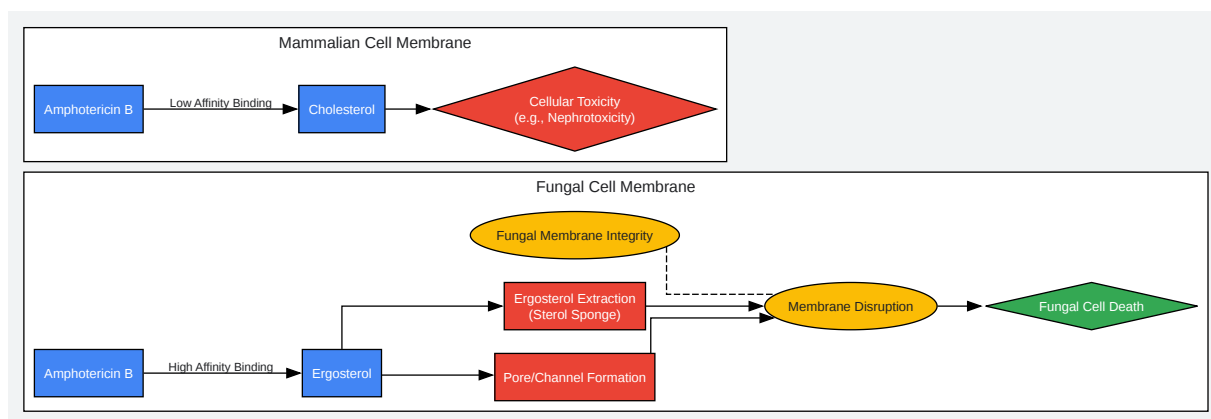 Mammalian Cell Membrane
Amphotericin B
Low Affinity Binding
Cholesterol
Cellular Toxicity
(e.g., Nephrotoxicity)
Fungal Cell Membrane
Fungal Membrane Integrity
Ergosterol Extraction
(Sterol Sponge)
Membrane Disruption
Fungal Cell Death
Amphotericin B
High Affinity Binding
Ergosterol
Pore/Channel Formation